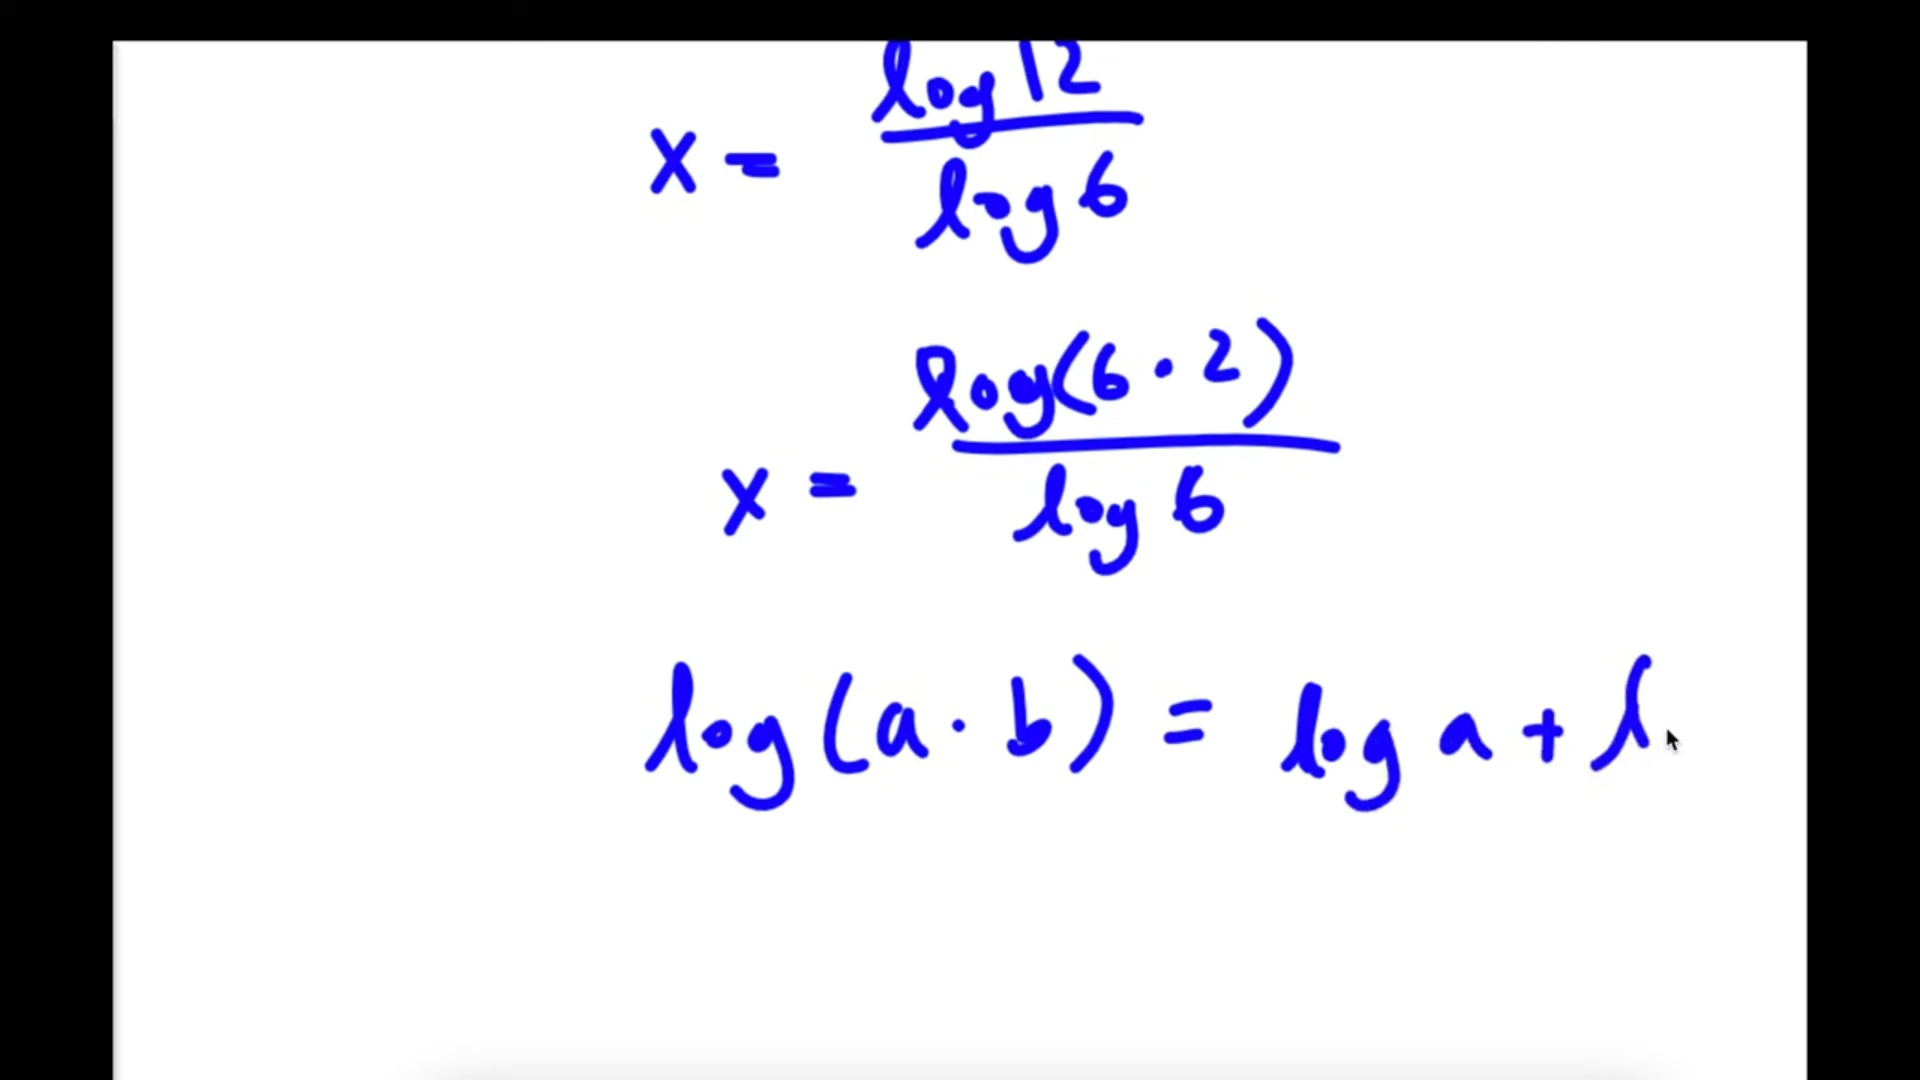 x = log 12 / log 6
x = log(6 · 2) / log 6
log(a · b) = log a + l